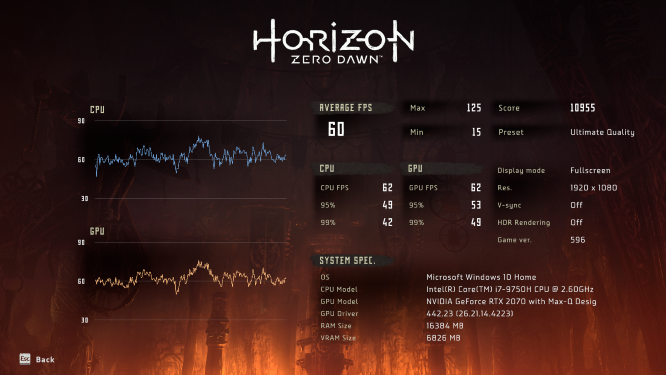 HORIZON
ZERO DAWN™
CPU
90
60
30
GPU
90
60
30
AVERAGE FPS
60
Max 125
Min 15
Score 10955
Preset Ultimate Quality
CPU
CPU FPS 62
95% 49
99% 42
GPU
GPU FPS 62
95% 53
99% 49
Display mode Fullscreen
Res. 1920 x 1080
V-sync Off
HDR Rendering Off
Game ver. 596
SYSTEM SPEC.
OS Microsoft Windows 10 Home
CPU Model Intel(R) Core(TM) i7-9750H CPU @ 2.60GHz
GPU Model NVIDIA GeForce RTX 2070 with Max-Q Desig
GPU Driver 442.23 (26.21.14.4223)
RAM Size 16384 MB
VRAM Size 6826 MB
Esc Back